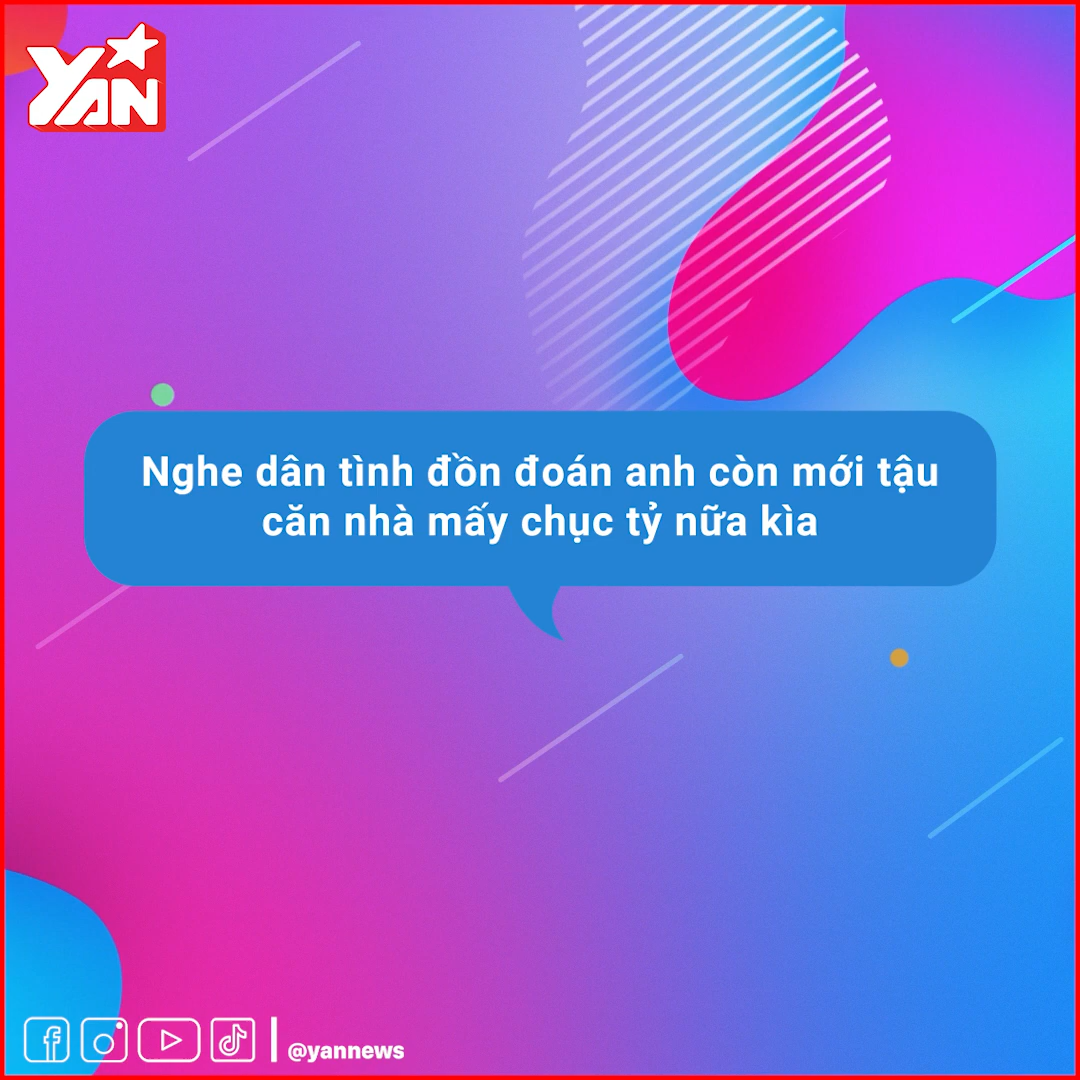 YAN
Nghe dân tình đồn đoán anh còn mới tậu
căn nhà mấy chục tỷ nữa kìa
@yannews